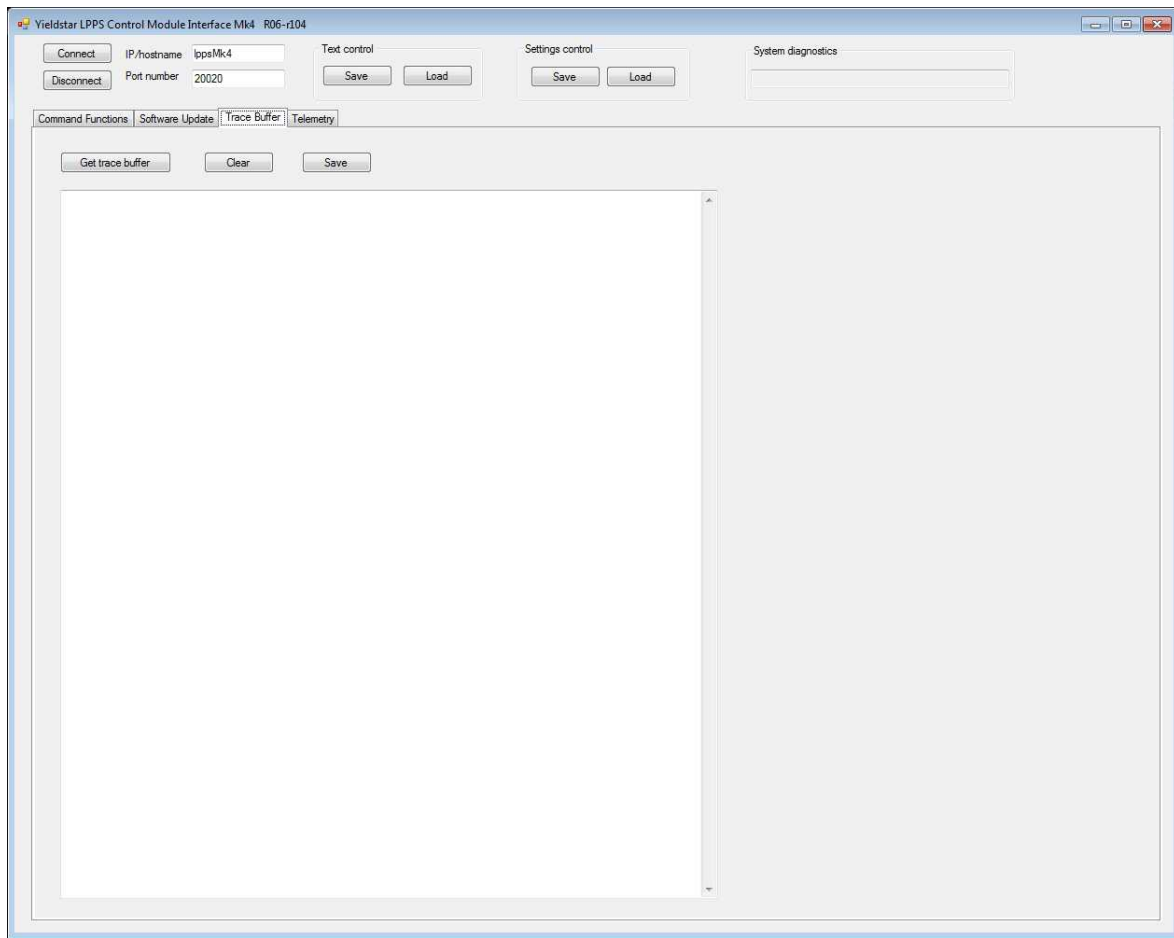 Yieldstar LPPS Control Module Interface Mk4 R06-r104
Connect IP/hostname lppsMk4 Text control Settings control System diagnostics
Disconnect Port number 20020 Save Load Save Load
Command Functions Software Update Trace Buffer Telemetry
Get trace buffer Clear Save